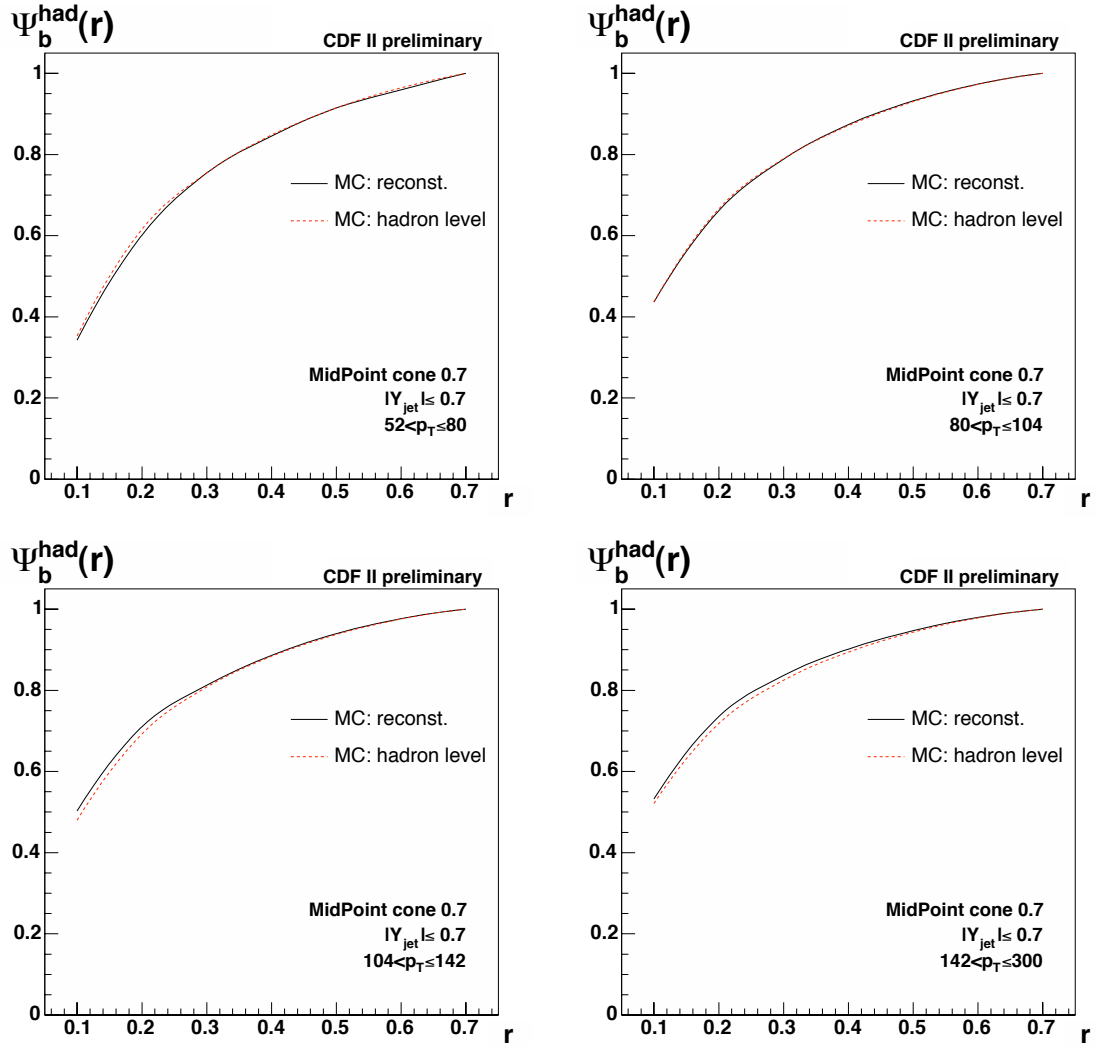 Ψ_b^had(r)
CDF II preliminary
1
0.8
MC: reconst.
MC: hadron level
0.6
0.4
MidPoint cone 0.7
|Y_jet|≤ 0.7
52<p_T≤80
0.2
0
0.1 0.2 0.3 0.4 0.5 0.6 0.7 r
Ψ_b^had(r)
CDF II preliminary
1
0.8
MC: reconst.
MC: hadron level
0.6
0.4
MidPoint cone 0.7
|Y_jet|≤ 0.7
80<p_T≤104
0.2
0
0.1 0.2 0.3 0.4 0.5 0.6 0.7 r
Ψ_b^had(r)
CDF II preliminary
1
0.8
MC: reconst.
MC: hadron level
0.6
0.4
MidPoint cone 0.7
|Y_jet|≤ 0.7
104<p_T≤142
0.2
0
0.1 0.2 0.3 0.4 0.5 0.6 0.7 r
Ψ_b^had(r)
CDF II preliminary
1
0.8
MC: reconst.
MC: hadron level
0.6
0.4
MidPoint cone 0.7
|Y_jet|≤ 0.7
142<p_T≤300
0.2
0
0.1 0.2 0.3 0.4 0.5 0.6 0.7 r